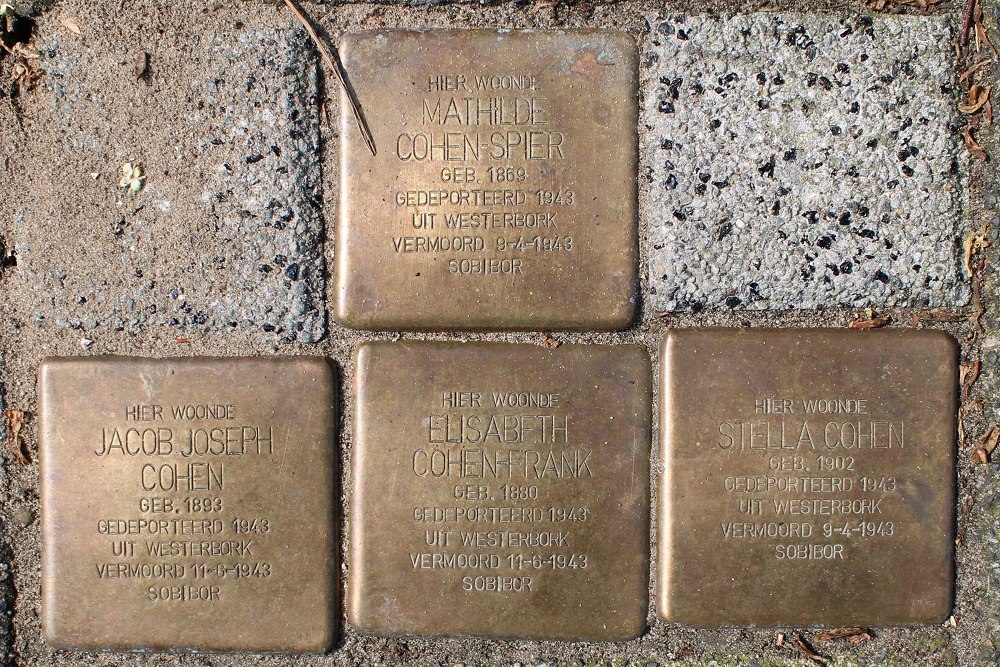 HIER WOONDE
MATHILDE
COHEN-SPIER
GEB. 1869
GEDEPORTEERD 1943
UIT WESTERBORK
VERMOORD 9-4-1943
SOBIBOR
HIER WOONDE
JACOB JOSEPH
COHEN
GEB. 1893
GEDEPORTEERD 1943
UIT WESTERBORK
VERMOORD 11-6-1943
SOBIBOR
HIER WOONDE
ELISABETH
COHEN-FRANK
GEB. 1880
GEDEPORTEERD 1943
UIT WESTERBORK
VERMOORD 11-6-1943
SOBIBOR
HIER WOONDE
STELLA COHEN
GEB. 1902
GEDEPORTEERD 1943
UIT WESTERBORK
VERMOORD 9-4-1943
SOBIBOR